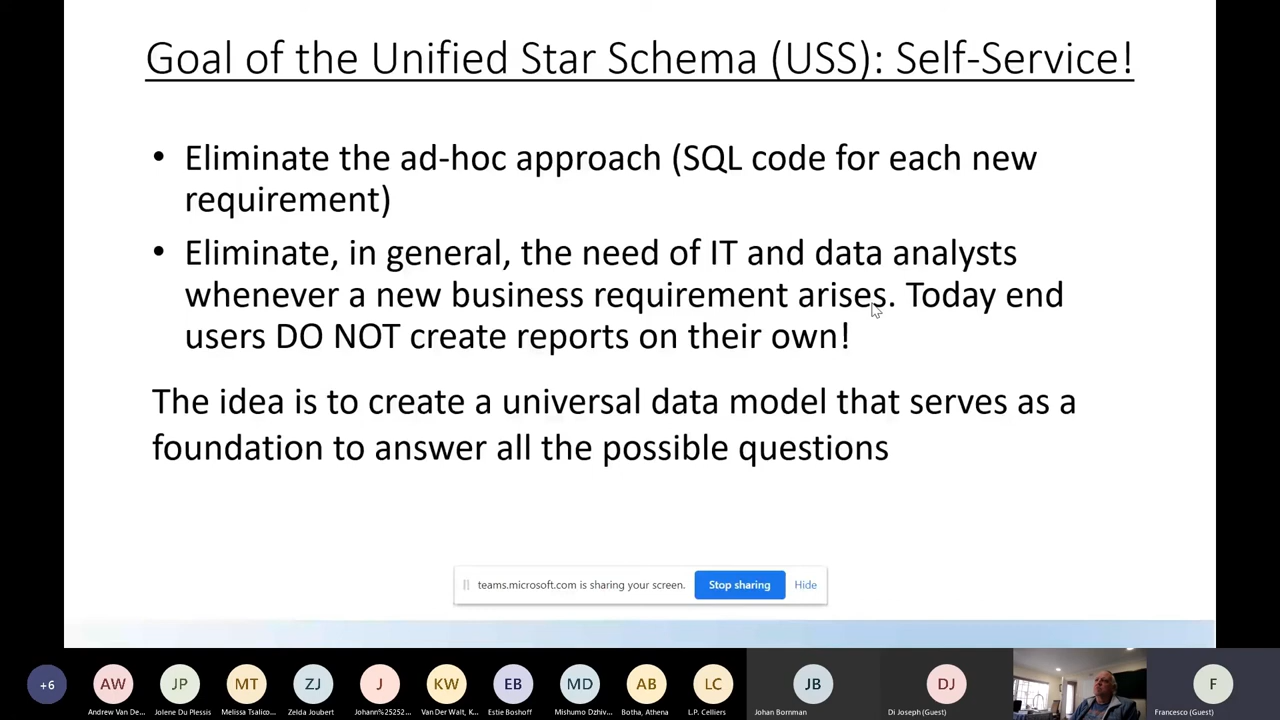 Goal of the Unified Star Schema (USS): Self-Service!
• Eliminate the ad-hoc approach (SQL code for each new
requirement)
• Eliminate, in general, the need of IT and data analysts
whenever a new business requirement arises. Today end
users DO NOT create reports on their own!
The idea is to create a universal data model that serves as a
foundation to answer all the possible questions
teams.microsoft.com is sharing your screen. Stop sharing Hide
+6 AW JP MT ZJ J KW EB MD AB LC JB DJ F
Andrew Van De... Jolene Du Plessis Melissa Tsalico... Zelda Joubert Johann%25252... Van Der Walt, K... Estie Boshoff Mishumo Dzhiv... Botha, Athena L.P. Celliers Johan Bornman Di Joseph (Guest) Francesco (Guest)